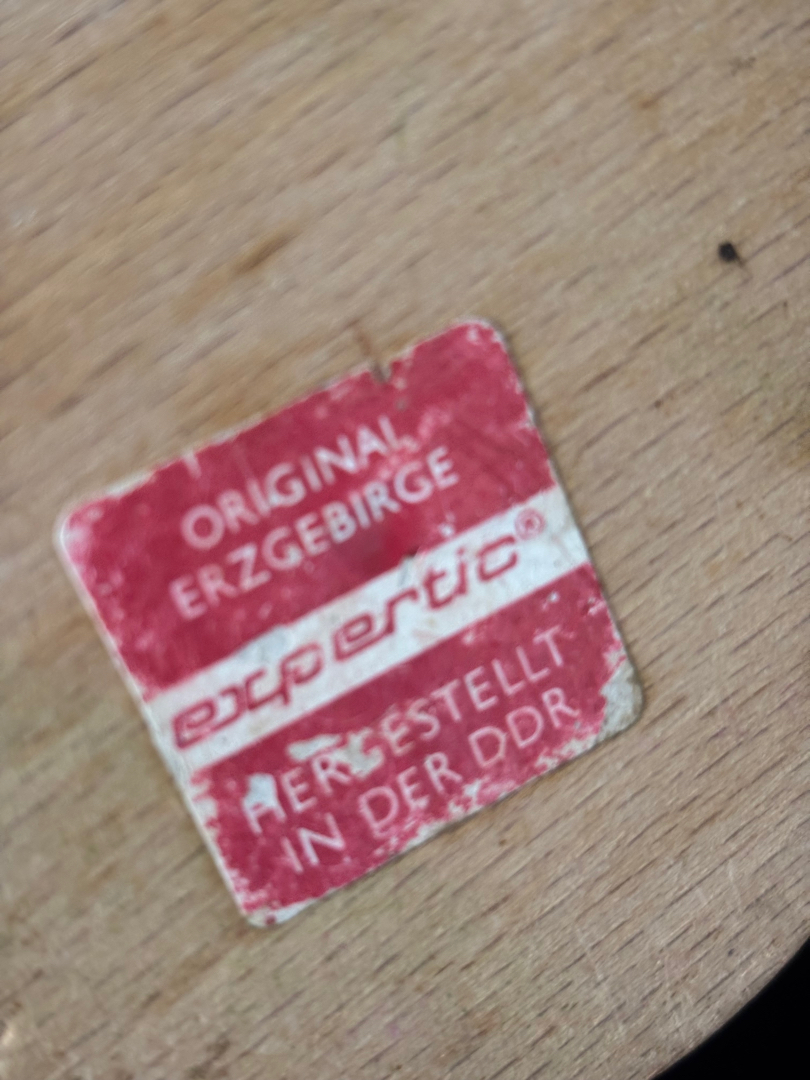 ORIGINAL
ERZGEBIRGE
expertic®
HERGESTELLT
IN DER DDR